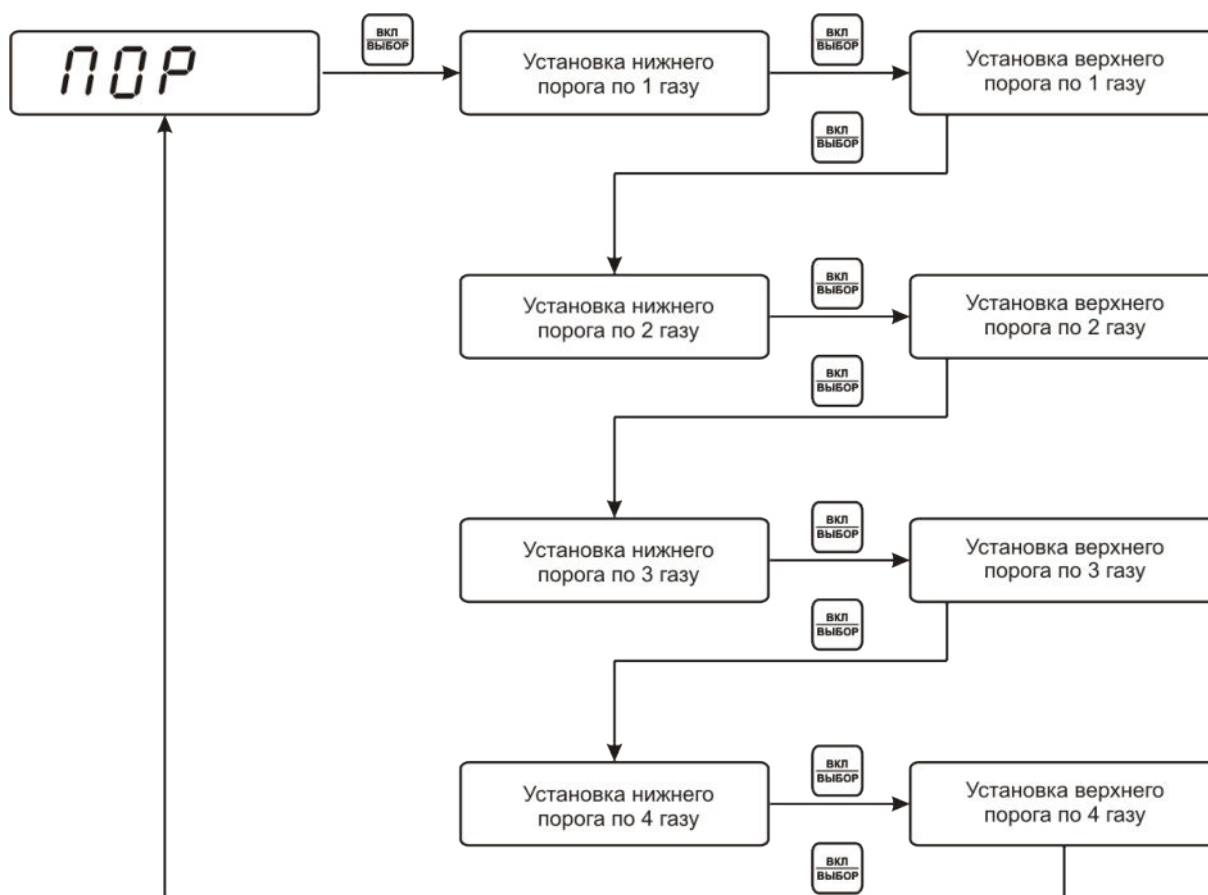 ПОР
ВКЛ
ВЫБОР
Установка нижнего
порога по 1 газу
ВКЛ
ВЫБОР
Установка верхнего
порога по 1 газу
ВКЛ
ВЫБОР
Установка нижнего
порога по 2 газу
ВКЛ
ВЫБОР
Установка верхнего
порога по 2 газу
ВКЛ
ВЫБОР
Установка нижнего
порога по 3 газу
ВКЛ
ВЫБОР
Установка верхнего
порога по 3 газу
ВКЛ
ВЫБОР
Установка нижнего
порога по 4 газу
ВКЛ
ВЫБОР
Установка верхнего
порога по 4 газу
ВКЛ
ВЫБОР